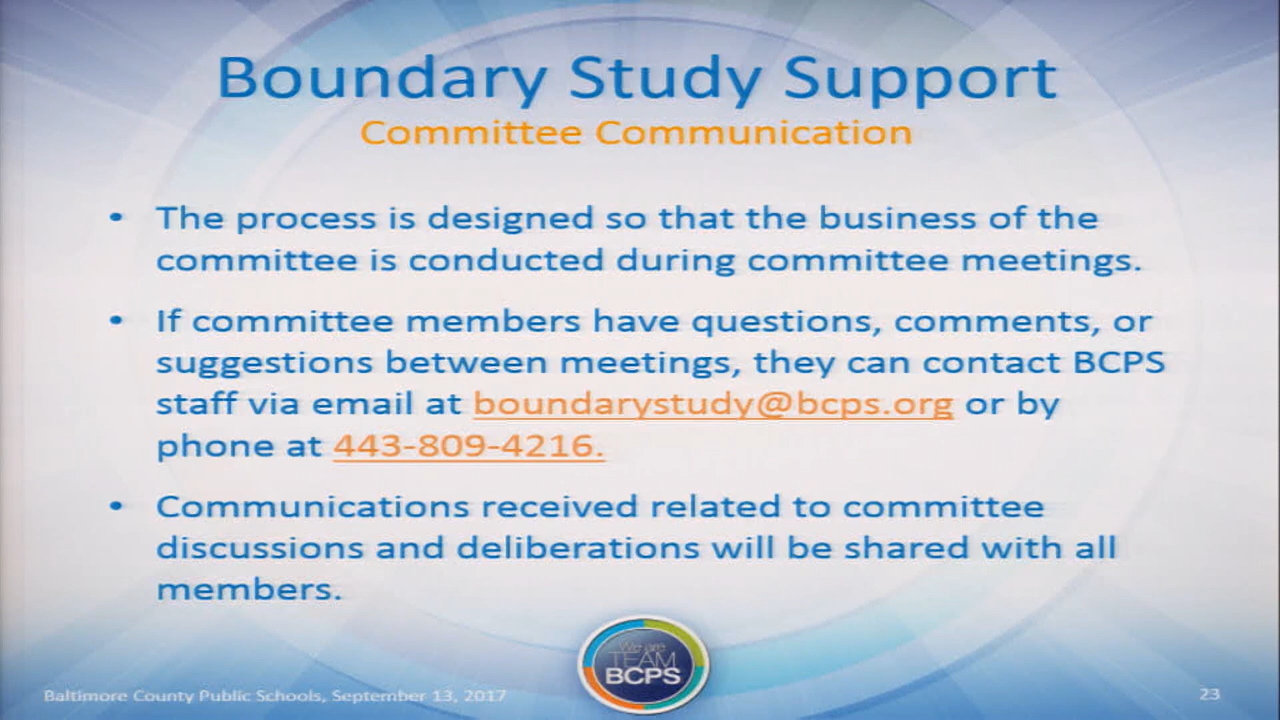 Boundary Study Support
Committee Communication
• The process is designed so that the business of the
committee is conducted during committee meetings.
• If committee members have questions, comments, or
suggestions between meetings, they can contact BCPS
staff via email at boundarystudy@bcps.org or by
phone at 443-809-4216.
• Communications received related to committee
discussions and deliberations will be shared with all
members.
We are
TEAM
BCPS
Baltimore County Public Schools, September 13, 2017
23